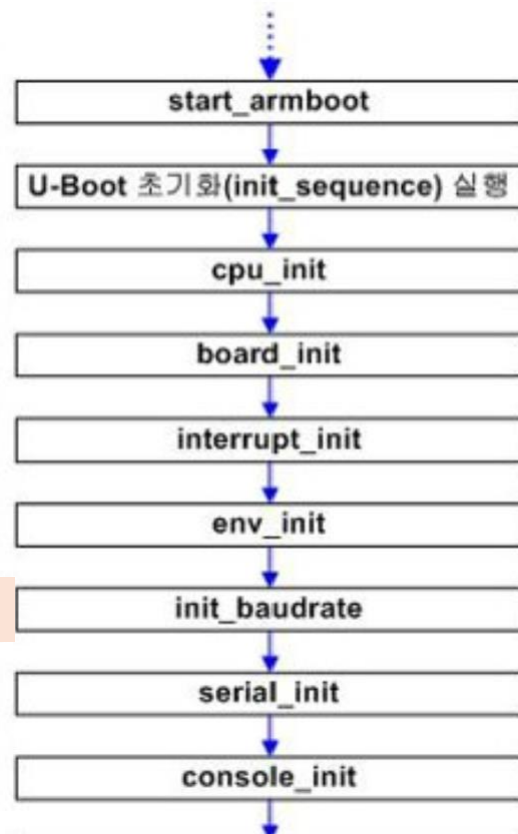 start_armboot
U-Boot 초기화(init_sequence) 실행
cpu_init
board_init
interrupt_init
env_init
init_baudrate
serial_init
console_init